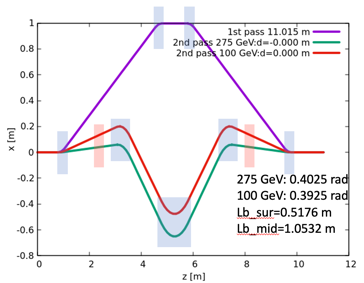 1
0.8
0.6
0.4
0.2
0
-0.2
-0.4
-0.6
-0.8
x [m]
0 2 4 6 8 10 12
z [m]
1st pass 11.015 m
2nd pass 275 GeV:d=-0.000 m
2nd pass 100 GeV:d=0.000 m
275 GeV: 0.4025 rad
100 GeV: 0.3925 rad
Lb_sur=0.5176 m
Lb_mid=1.0532 m